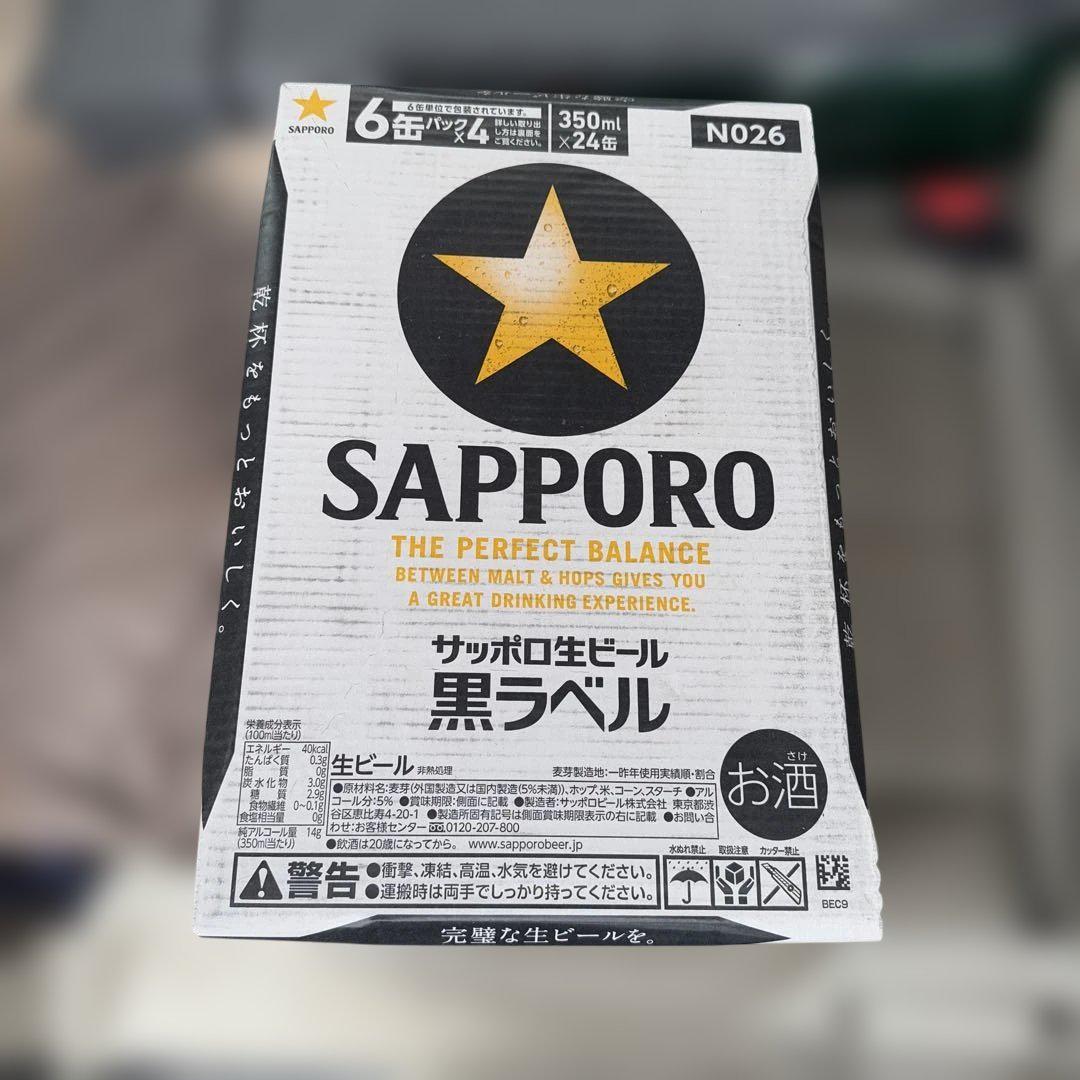 SAPPORO
6缶パック×4
6缶単位で包装されています。
詳しい取り出
し方は裏面を
ご覧ください。
350ml
×24缶
N026
乾杯をもっとおいしく。
SAPPORO
THE PERFECT BALANCE
BETWEEN MALT & HOPS GIVES YOU
A GREAT DRINKING EXPERIENCE.
サッポロ生ビール
黒ラベル
栄養成分表示
(100ml当たり)
エネルギー 40kcal
たんぱく質 0.3g
脂質 0g
炭水化物 3.0g
糖質 2.9g
食物繊維 0~0.1g
食塩相当量 0g
純アルコール量 14g
(350ml当たり)
生ビール 非熱処理
麦芽製造地:一昨年使用実績順・割合
●原材料名:麦芽(外国製造又は国内製造(5%未満))、ホップ、米、コーン、スターチ ●アル
コール分:5% ●賞味期限:側面に記載 ●製造者:サッポロビール株式会社 東京都渋
谷区恵比寿4-20-1 ●製造所固有記号は側面賞味期限表示の右に記載 ●お問い合
わせ:お客様センター 0120-207-800
●飲酒は20歳になってから。 www.sapporobeer.jp
お酒
さけ
警告
●衝撃、凍結、高温、水気を避けてください。
●運搬時は両手でしっかり持ってください。
水ぬれ禁止
取扱注意
カッター禁止
BEC9
完璧な生ビールを。